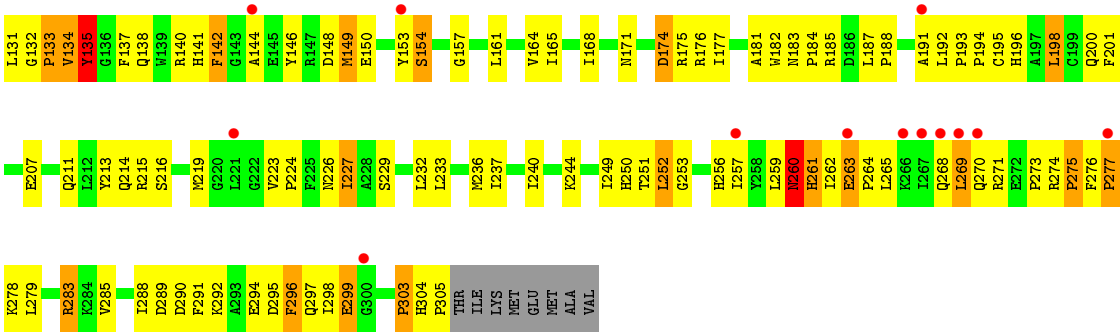 L131 G132 P133 V134 Y135 G136 F137 Q138 W139 R140 H141 F142 G143 A144 E145 Y146 R147 D148 M149 E150 Y153 S154 G157 L161 V164 I165 I168 N171 D174 R175 R176 I177 A181 W182 N183 P184 R185 D186 L187 P188 A191 L192 P193 P194 C195 H196 A197 L198 C199 Q200 F201
E207 Q211 L212 Y213 Q214 R215 S216 M219 G220 L221 G222 V223 P224 F225 N226 I227 A228 S229 L232 L233 M236 I237 I240 K244 I249 H250 T251 L252 G253 H256 I257 Y258 L259 N260 H261 I262 E263 P264 L265 K266 I267 Q268 L269 Q270 R271 E272 P273 R274 P275 F276 P277
K278 L279 R283 K284 V285 I288 D289 D290 F291 K292 A293 E294 D295 F296 Q297 I298 E299 G300 P303 H304 P305 THR ILE LYS MET GLU MET ALA VAL